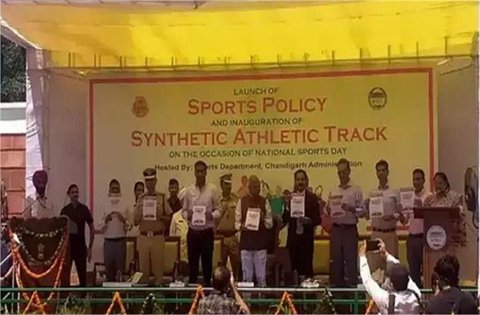 LAUNCH OF
SPORTS POLICY
AND INAUGURATION OF
SYNTHETIC ATHLETIC TRACK
ON THE OCCASION OF NATIONAL SPORTS DAY
Hosted By: Sports Department, Chandigarh Administration